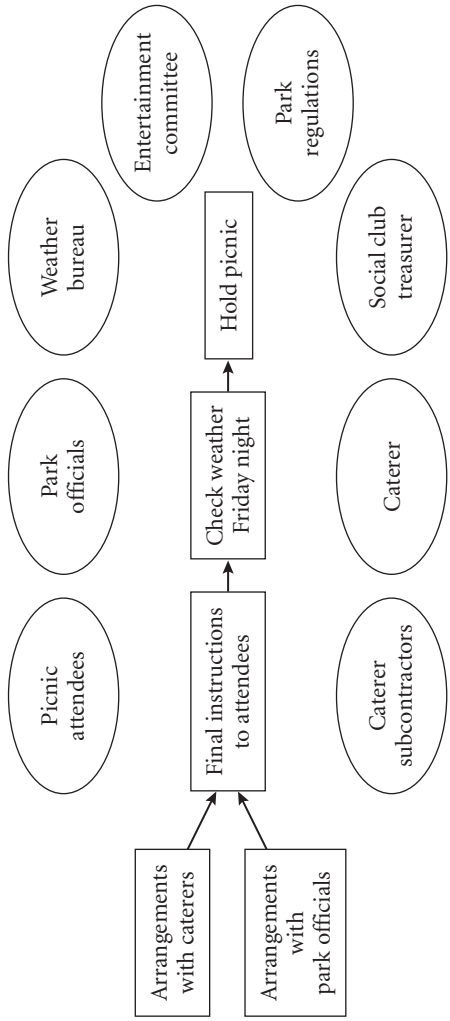 Picnic
attendees
Park
officials
Weather
bureau
Entertainment
committee
Arrangements
with caterers
Arrangements
with
park officials
Final instructions
to attendees
Check weather
Friday night
Hold picnic
Park
regulations
Caterer
subcontractors
Caterer
Social club
treasurer